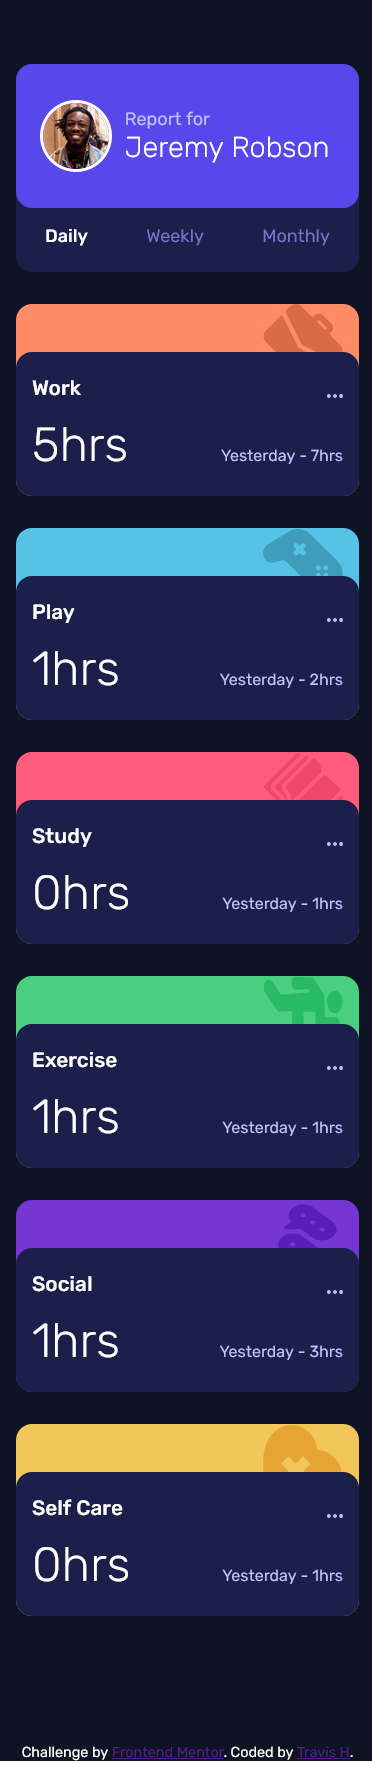 Report for
Jeremy Robson
Daily Weekly Monthly
Work
...
5hrs
Yesterday - 7hrs
Play
...
1hrs
Yesterday - 2hrs
Study
...
0hrs
Yesterday - 1hrs
Exercise
...
1hrs
Yesterday - 1hrs
Social
...
1hrs
Yesterday - 3hrs
Self Care
...
0hrs
Yesterday - 1hrs
Challenge by Frontend Mentor. Coded by Travis H.